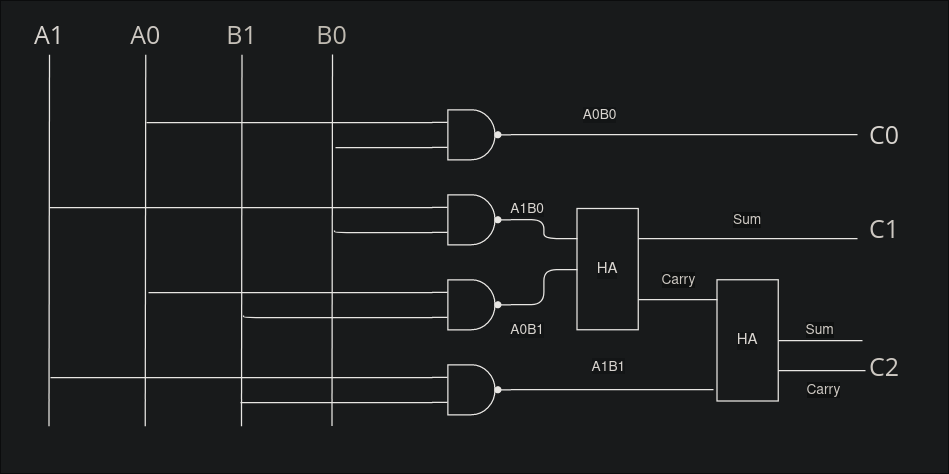 A1 A0 B1 B0
A0B0
C0
A1B0
Sum
C1
HA
Carry
A0B1
Sum
HA
A1B1
C2
Carry